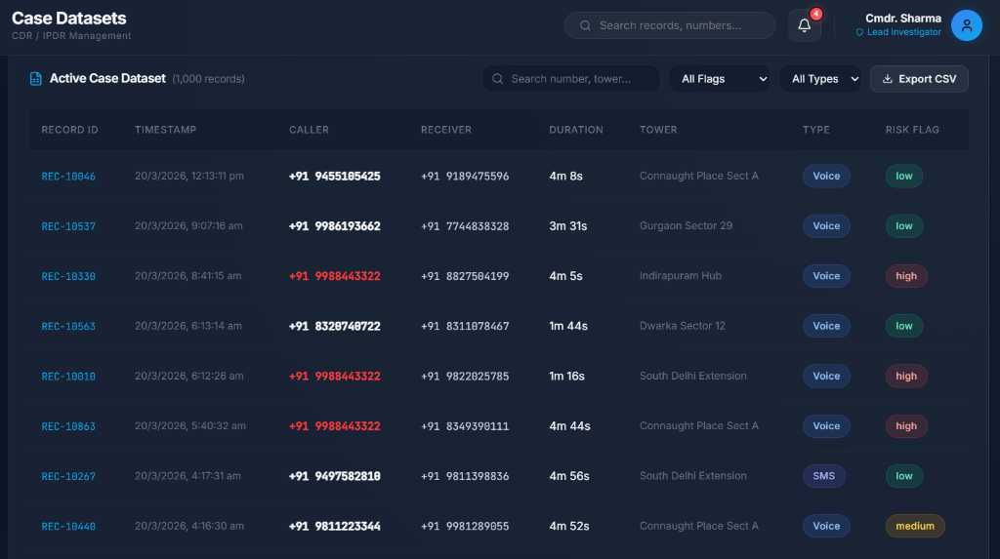 Case Datasets
CDR / IPDR Management
Search records, numbers...
4
Cmdr. Sharma
Lead Investigator
Active Case Dataset (1,000 records)
Search number, tower...
All Flags
All Types
Export CSV
RECORD ID TIMESTAMP CALLER RECEIVER DURATION TOWER TYPE RISK FLAG
REC-10046 20/3/2026, 12:13:11 pm +91 9455105425 +91 9189475596 4m 8s Connaught Place Sect A Voice low
REC-10537 20/3/2026, 9:07:16 am +91 9986193662 +91 7744838328 3m 31s Gurgaon Sector 29 Voice low
REC-10330 20/3/2026, 8:41:15 am +91 9988443322 +91 8827504199 4m 5s Indirapuram Hub Voice high
REC-10563 20/3/2026, 6:13:14 am +91 8320740722 +91 8311078467 1m 44s Dwarka Sector 12 Voice low
REC-10010 20/3/2026, 6:12:26 am +91 9988443322 +91 9822025785 1m 16s South Delhi Extension Voice high
REC-10863 20/3/2026, 5:40:32 am +91 9988443322 +91 8349390111 4m 44s Connaught Place Sect A Voice high
REC-10267 20/3/2026, 4:17:31 am +91 9497582810 +91 9811398836 4m 56s South Delhi Extension SMS low
REC-10440 20/3/2026, 4:16:30 am +91 9811223344 +91 9981289055 4m 52s Connaught Place Sect A Voice medium